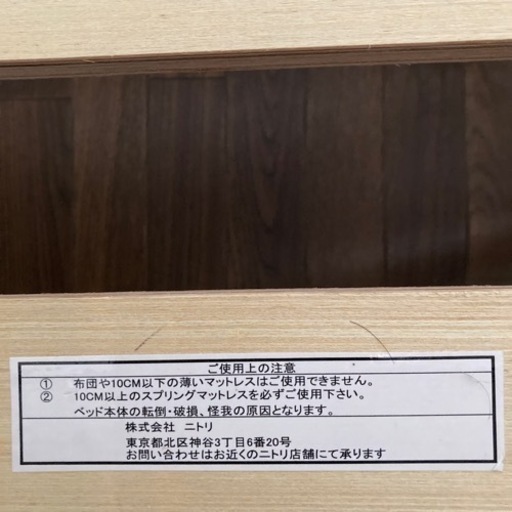 ご使用上の注意
① 布団や10CM以下の薄いマットレスはご使用できません。
② 10CM以上のスプリングマットレスを必ずご使用下さい。
ベッド本体の転倒・破損、怪我の原因となります。
株式会社 ニトリ
東京都北区神谷3丁目6番20号
お問い合わせはお近くのニトリ店舗にて承ります